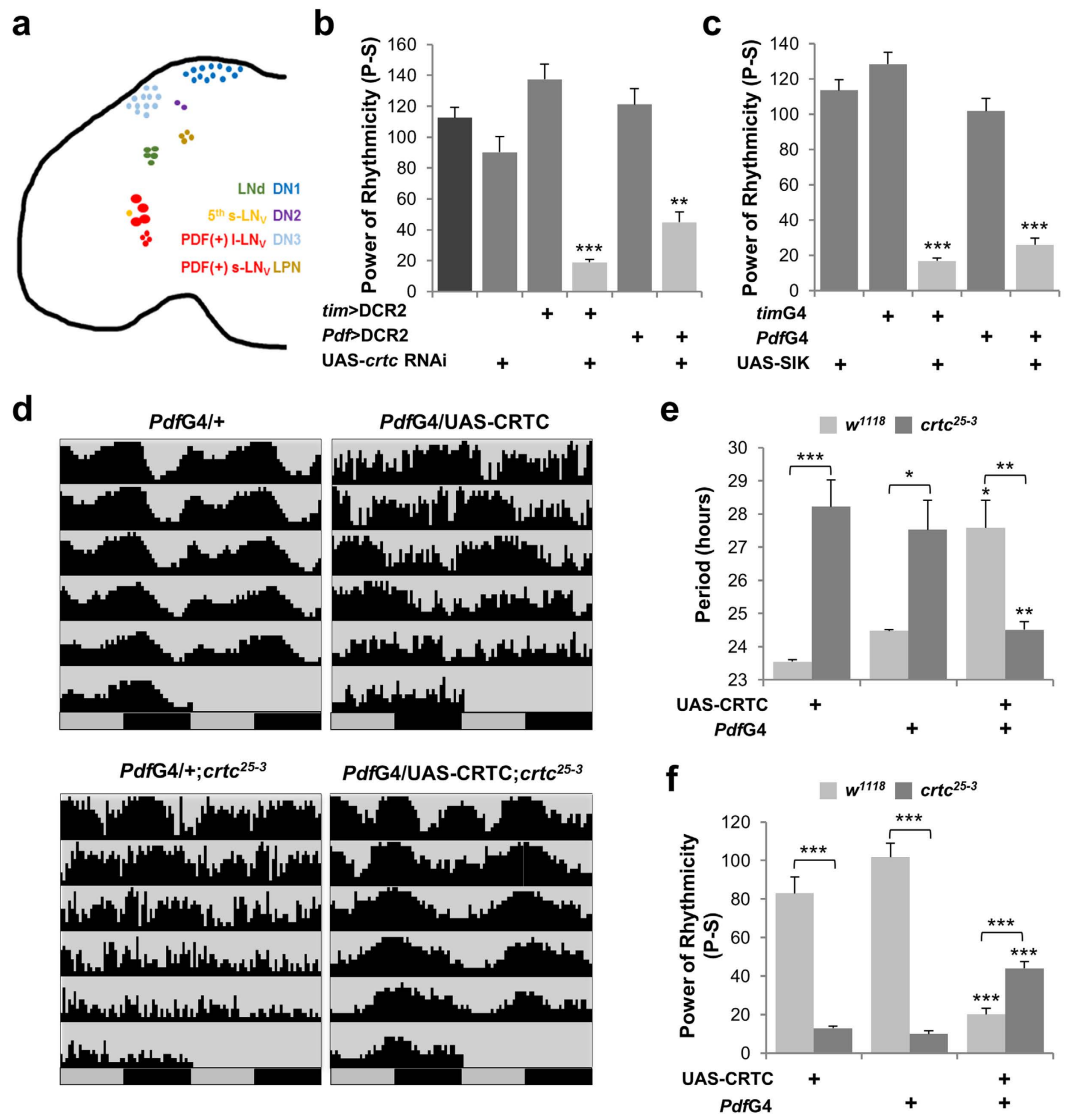 a
LNd DN1
5th s-LNV DN2
PDF(+) l-LNV DN3
PDF(+) s-LNV LPN
b
Power of Rhythmicity (P-S)
160
140
120
100
80
60
40
20
0
***
**
tim>DCR2 + +
Pdf>DCR2 + +
UAS-crtc RNAi + + +
c
Power of Rhythmicity (P-S)
140
120
100
80
60
40
20
0
***
***
timG4 + +
PdfG4 + +
UAS-SIK + + +
d
PdfG4/+
PdfG4/UAS-CRTC
PdfG4/+;crtc25-3
PdfG4/UAS-CRTC;crtc25-3
e
w1118 crtc25-3
Period (hours)
30
29
28
27
26
25
24
23
***
*
**
*
**
UAS-CRTC + +
PdfG4 + +
f
w1118 crtc25-3
Power of Rhythmicity
(P-S)
120
100
80
60
40
20
0
***
***
***
***
***
UAS-CRTC + +
PdfG4 + +